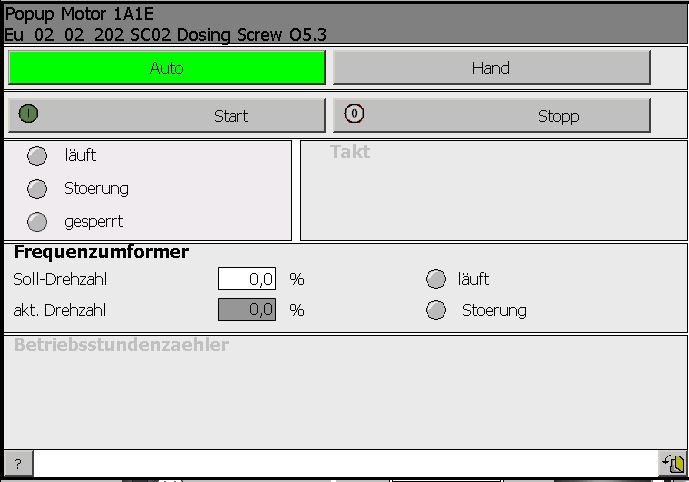 Popup Motor 1A1E
Eu 02 02 202 SC02 Dosing Screw O5.3
Auto Hand
I Start 0 Stopp
läuft
Stoerung
gesperrt
Takt
Frequenzumformer
Soll-Drehzahl 0,0 % läuft
akt. Drehzahl 0,0 % Stoerung
Betriebsstundenzaehler
?